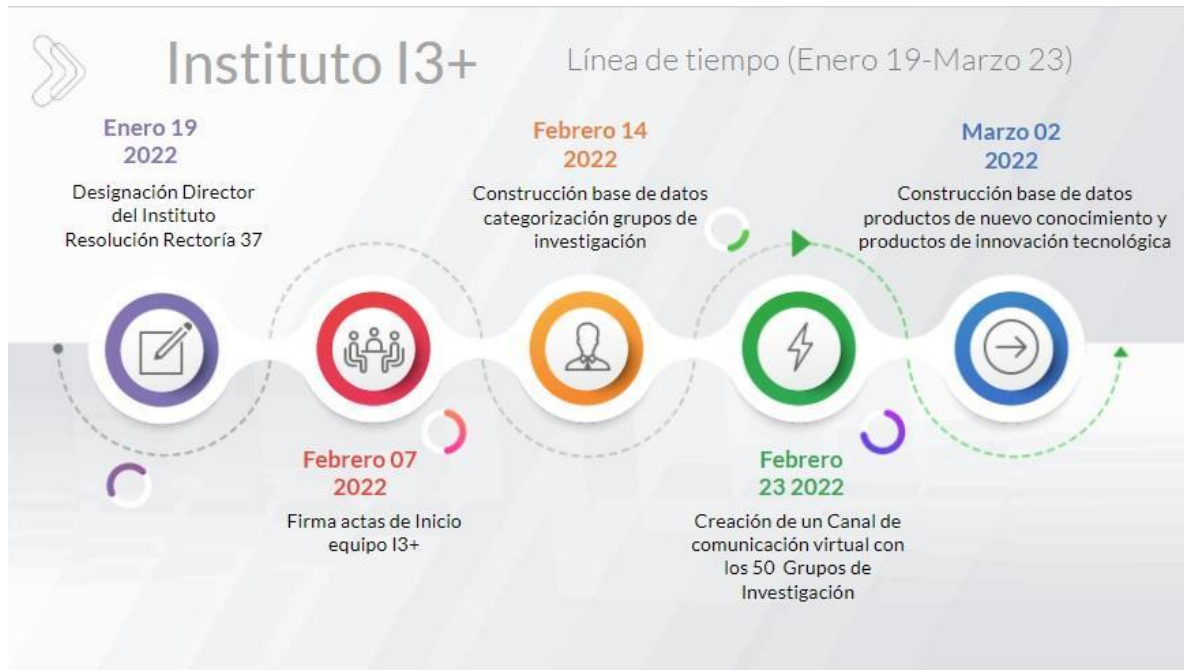 Instituto I3+
Línea de tiempo (Enero 19-Marzo 23)
Enero 19
2022
Designación Director
del Instituto
Resolución Rectoría 37
Febrero 07
2022
Firma actas de Inicio
equipo I3+
Febrero 14
2022
Construcción base de datos
categorización grupos de
investigación
Febrero
23 2022
Creación de un Canal de
comunicación virtual con
los 50 Grupos de
Investigación
Marzo 02
2022
Construcción base de datos
productos de nuevo conocimiento y
productos de innovación tecnológica